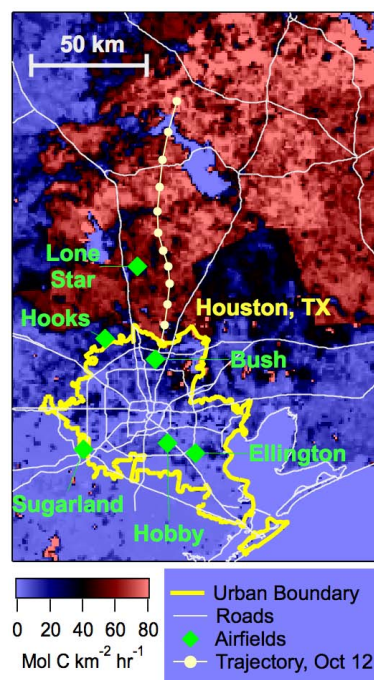 50 km
Lone
Star
Houston, TX
Hooks
Bush
Ellington
Sugarland
Hobby
0 20 40 60 80
Mol C km⁻² hr⁻¹
Urban Boundary
Roads
Airfields
Trajectory, Oct 12